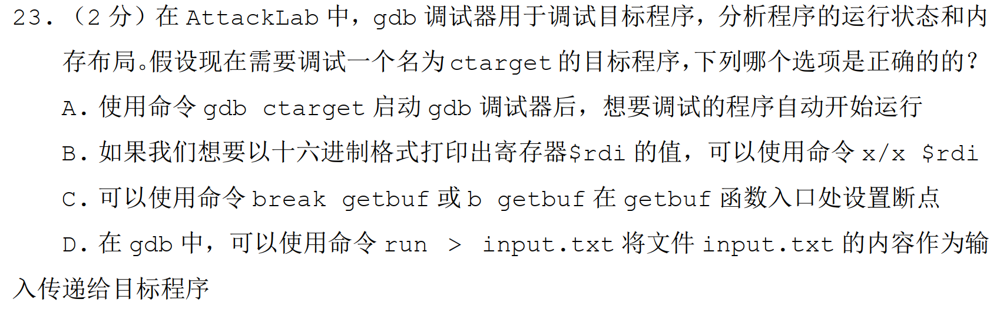 23. （2 分）在 AttackLab 中，gdb 调试器用于调试目标程序，分析程序的运行状态和内
存布局。假设现在需要调试一个名为 ctarget 的目标程序，下列哪个选项是正确的的？
A. 使用命令 gdb ctarget 启动 gdb 调试器后，想要调试的程序自动开始运行
B. 如果我们想要以十六进制格式打印出寄存器$rdi 的值，可以使用命令 x/x $rdi
C. 可以使用命令 break getbuf 或 b getbuf 在 getbuf 函数入口处设置断点
D. 在 gdb 中，可以使用命令 run > input.txt 将文件 input.txt 的内容作为输
入传递给目标程序